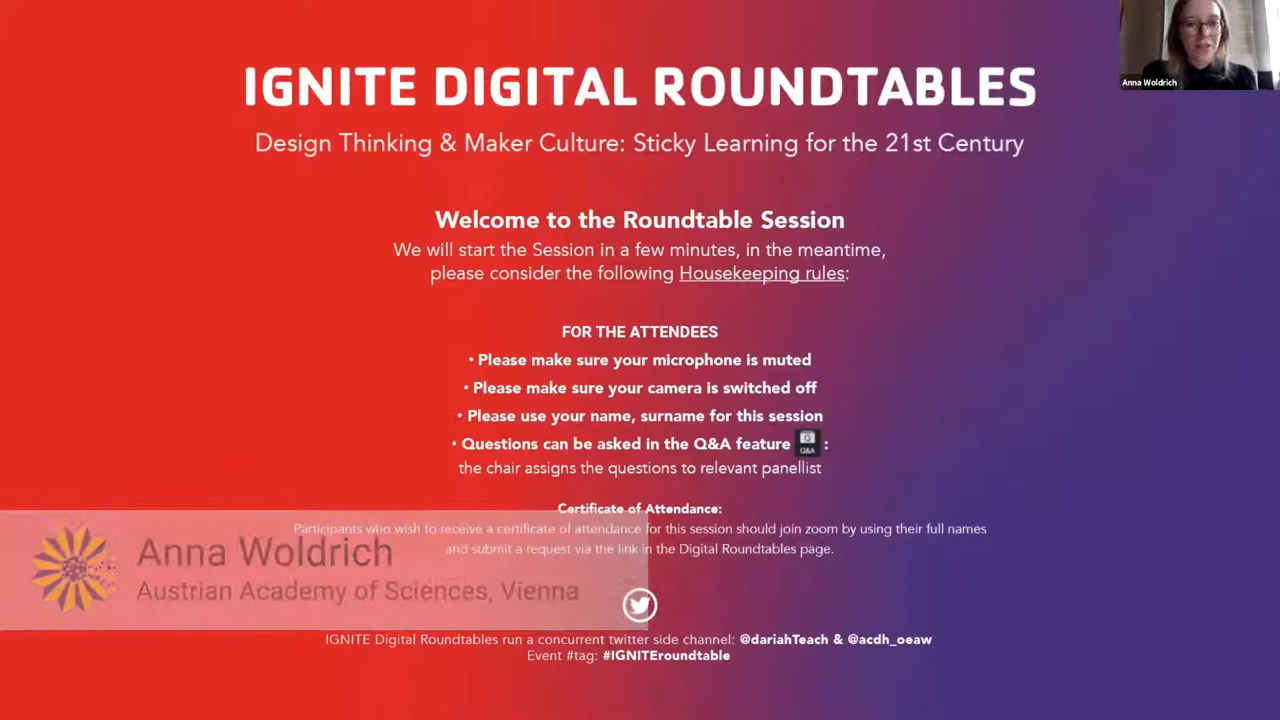 Anna Woldrich
IGNITE DIGITAL ROUNDTABLES
Design Thinking & Maker Culture: Sticky Learning for the 21st Century
Welcome to the Roundtable Session
We will start the Session in a few minutes, in the meantime,
please consider the following Housekeeping rules:
FOR THE ATTENDEES
• Please make sure your microphone is muted
• Please make sure your camera is switched off
• Please use your name, surname for this session
• Questions can be asked in the Q&A feature Q&A :
the chair assigns the questions to relevant panellist
Certificate of Attendance:
Participants who wish to receive a certificate of attendance for this session should join zoom by using their full names
and submit a request via the link in the Digital Roundtables page.
Anna Woldrich
Austrian Academy of Sciences, Vienna
IGNITE Digital Roundtables run a concurrent twitter side channel: @dariahTeach & @acdh_oeaw
Event #tag: #IGNITEroundtable